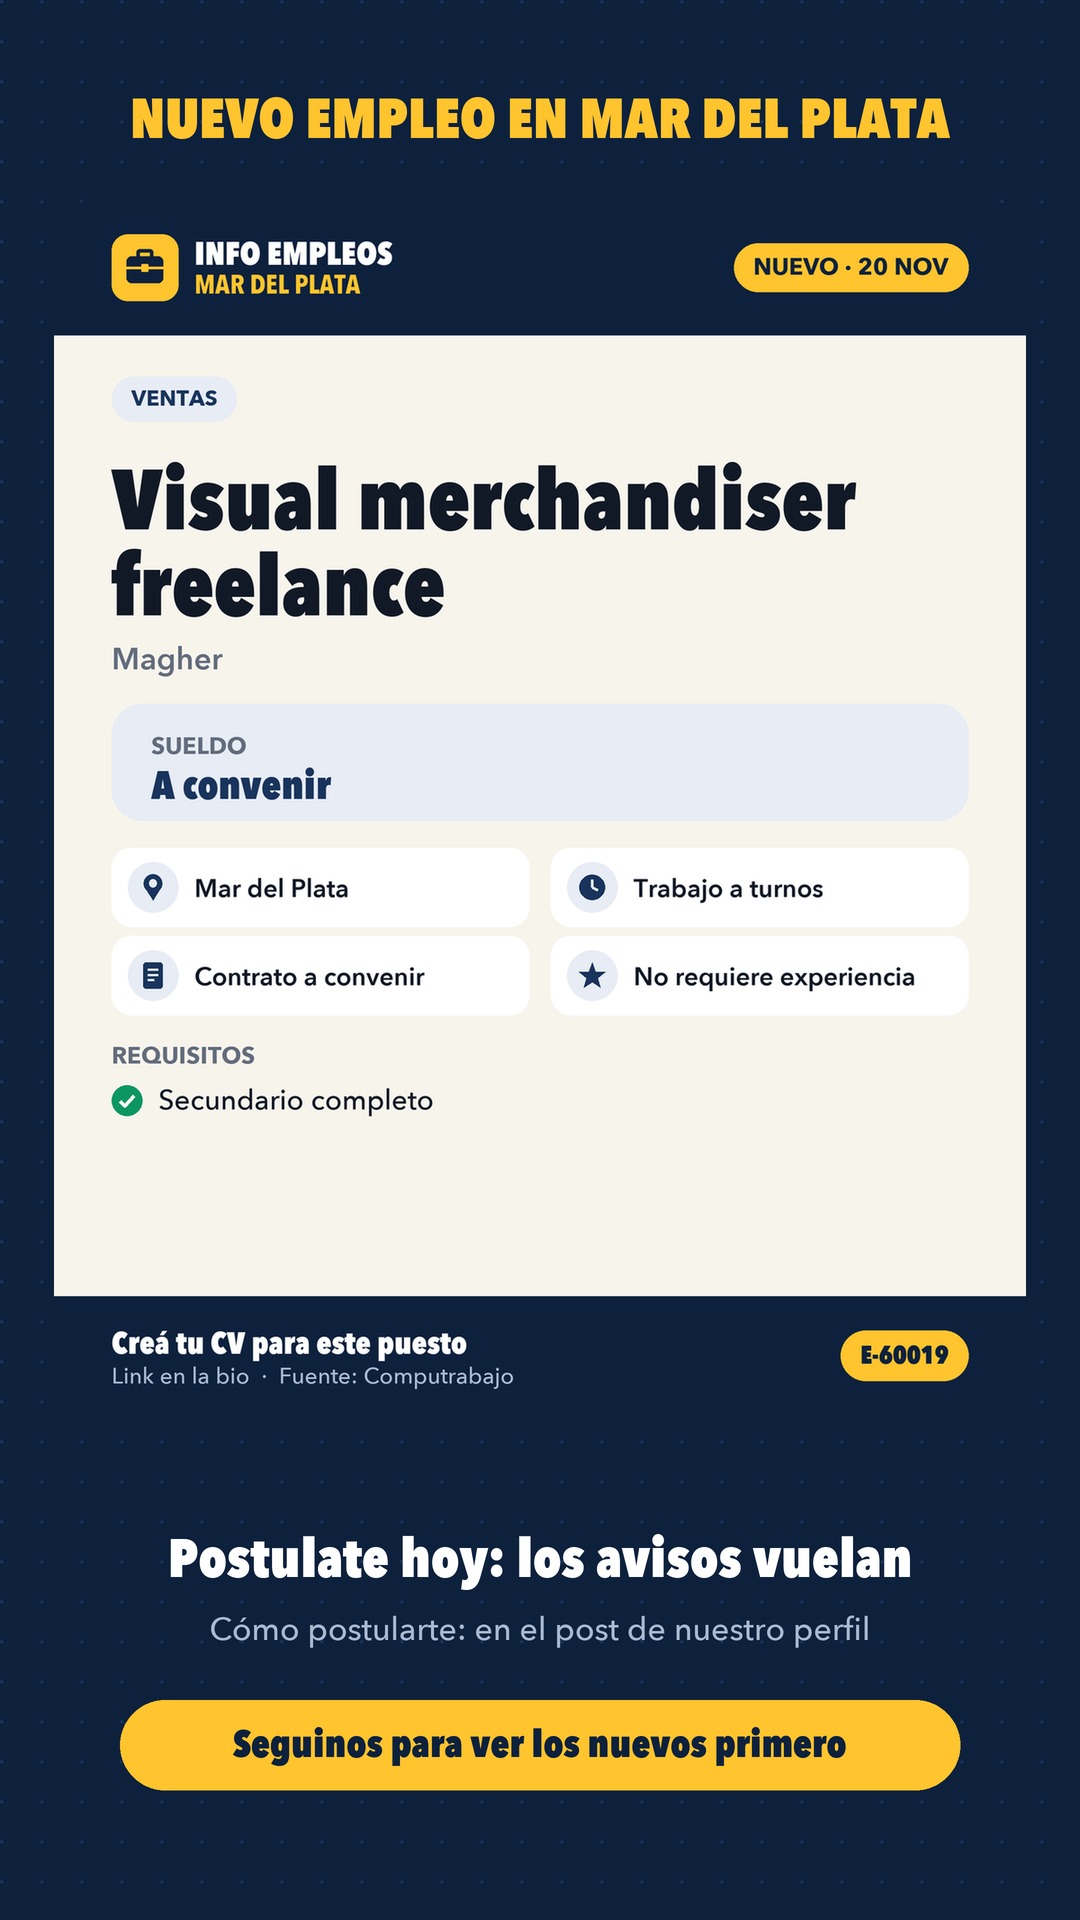 NUEVO EMPLEO EN MAR DEL PLATA
INFO EMPLEOS
MAR DEL PLATA
NUEVO · 20 NOV
VENTAS
Visual merchandiser
freelance
Magher
SUELDO
A convenir
Mar del Plata
Trabajo a turnos
Contrato a convenir
No requiere experiencia
REQUISITOS
Secundario completo
Creá tu CV para este puesto
Link en la bio · Fuente: Computrabajo
E-60019
Postulate hoy: los avisos vuelan
Cómo postularte: en el post de nuestro perfil
Seguinos para ver los nuevos primero